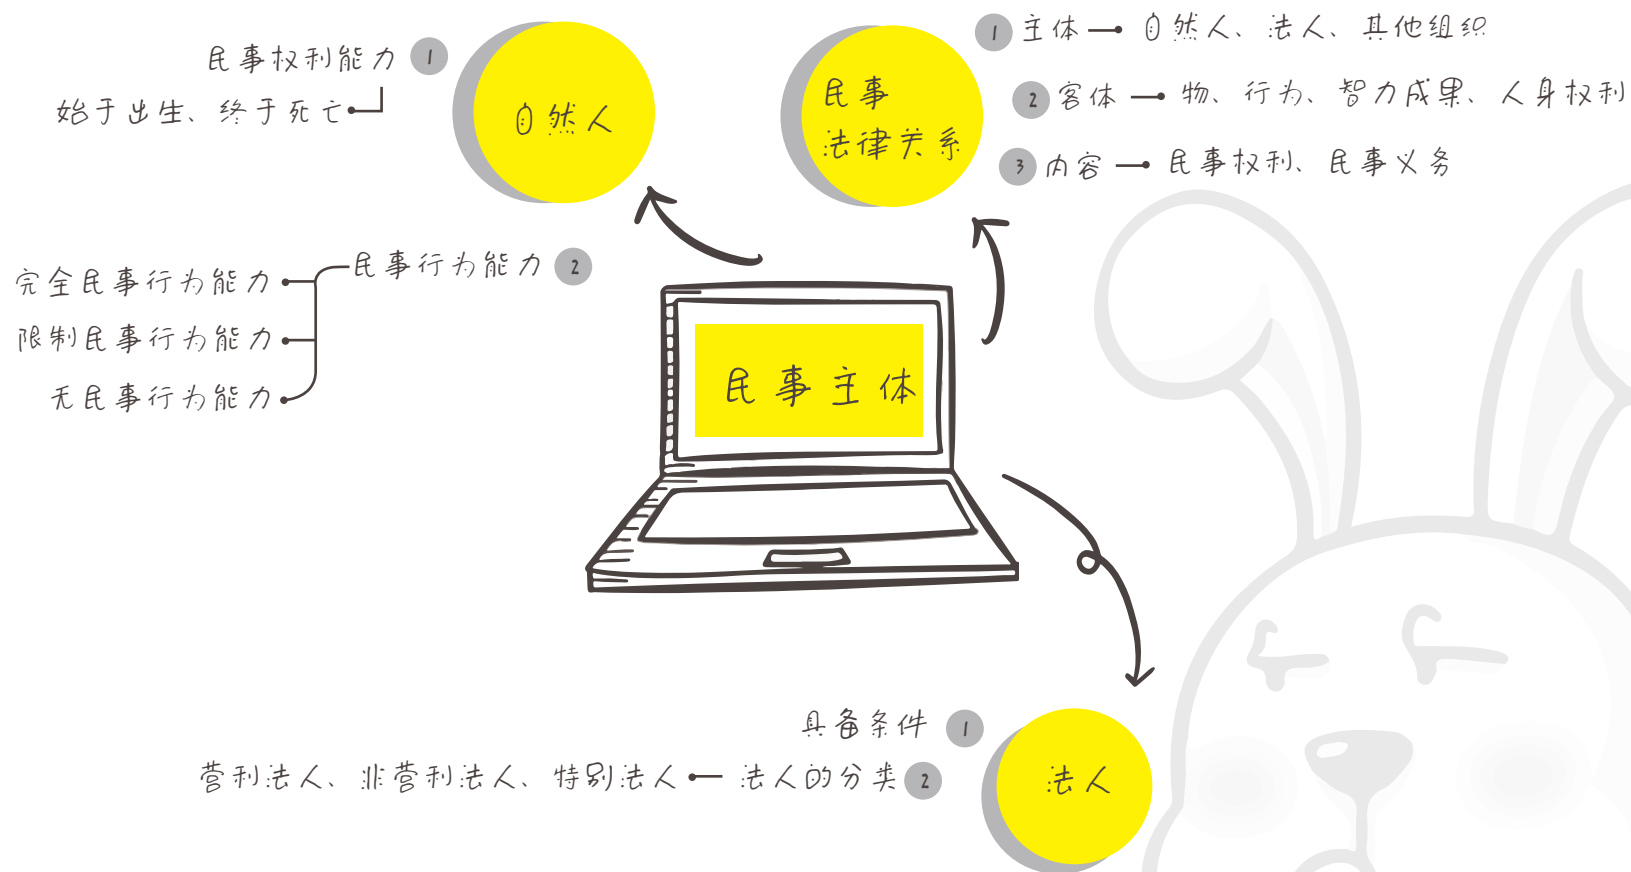 民事权利能力 1
始于出生、终于死亡
自然人
民事行为能力 2
完全民事行为能力
限制民事行为能力
无民事行为能力
民事
法律关系
1 主体 自然人、法人、其他组织
2 客体 物、行为、智力成果、人身权利
3 内容 民事权利、民事义务
民事主体
具备条件 1
营利法人、非营利法人、特别法人 法人的分类 2
法人